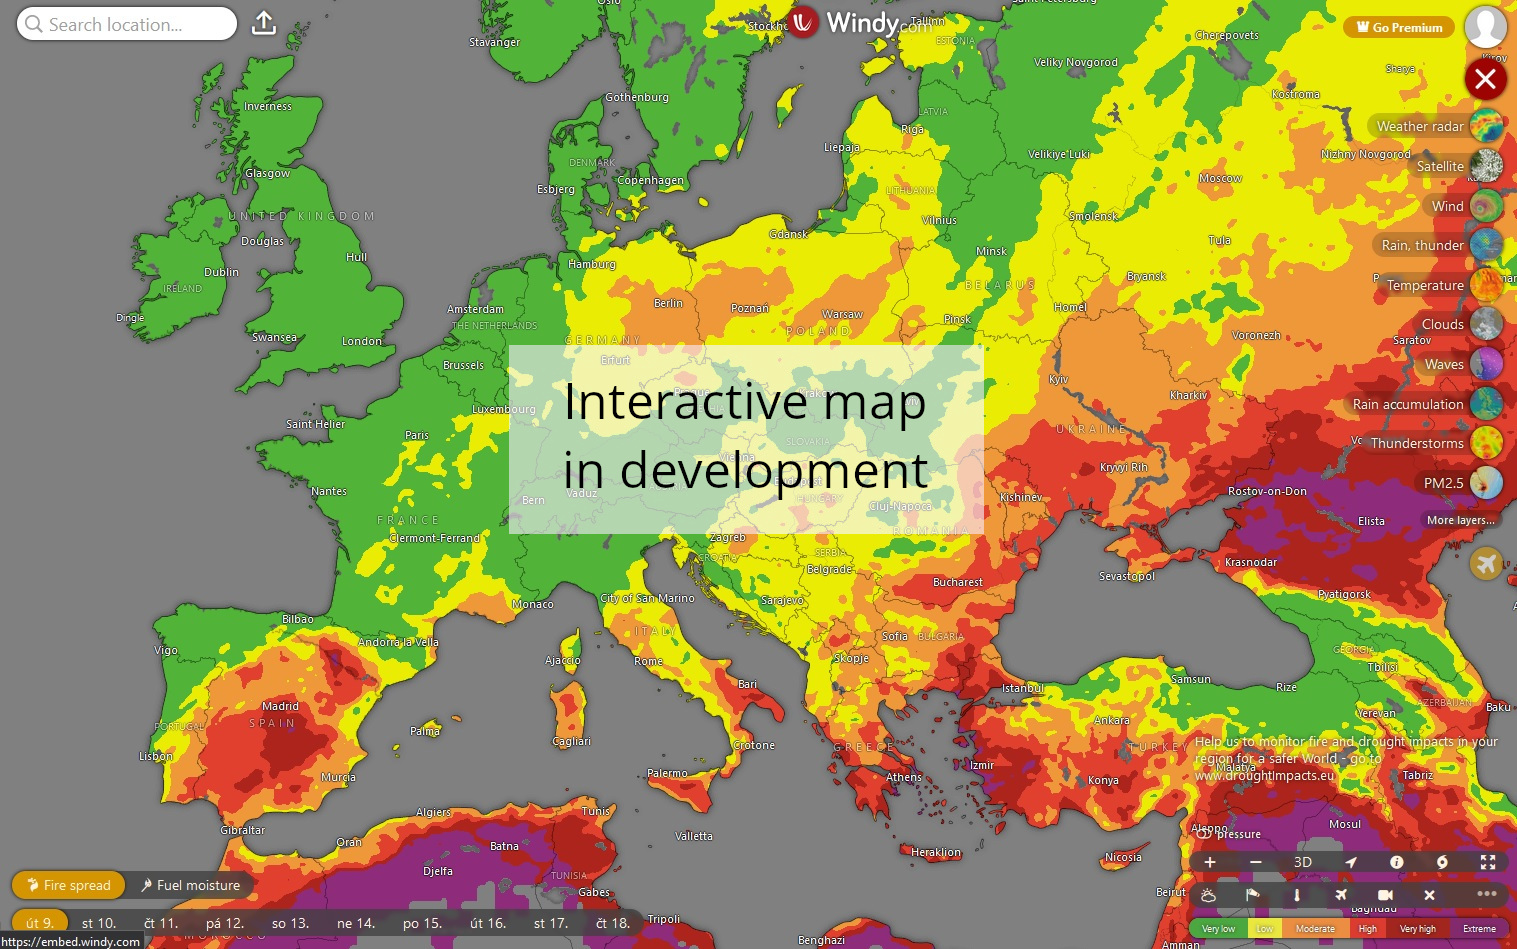 Search location...
Windy.com
Go Premium
Oslo
Stavanger
Tallinn
ESTONIA
Cherepovets
Veliky Novgorod
Sharya
Kirov
Gothenburg
Kostroma
Inverness
LATVIA
Riga
Weather radar
Liepaja
Velikiye Luki
Nizhny Novgorod
DENMARK
Satellite
Glasgow
Copenhagen
Moscow
Esbjerg
LITHUANIA
Wind
UNITED KINGDOM
Vilnius
Smolensk
Gdansk
Douglas
Tula
Rain, thunder
Hull
Minsk
Dublin
Hamburg
Bryansk
IRELAND
BELARUS
Temperature
Berlin
Poznań
Homel
Amsterdam
Warsaw
Dingle
Pinsk
THE NETHERLANDS
POLAND
Clouds
Swansea
London
GERMANY
Voronezh
Saratov
Brussels
Erfurt
Waves
Kyiv
Prague
Krakow
Kharkiv
Interactive map
Rain accumulation
Luxembourg
Saint Helier
UKRAINE
Paris
SLOVAKIA
Thunderstorms
Vienna
Kryvyi Rih
in development
Budapest
PM2.5
Nantes
Bern
Vaduz
HUNGARY
Kishinev
Rostov-on-Don
Cluj-Napoca
FRANCE
Elista
More layers...
ROMANIA
Clermont-Ferrand
Zagreb
CROATIA
SERBIA
Krasnodar
Belgrade
Sevastopol
Bucharest
Pyatigorsk
Monaco
City of San Marino
Sarajevo
Bilbao
ITALY
Sofia
BULGARIA
Andorra la Vella
Vigo
GEORGIA
Ajaccio
Rome
Skopje
Tbilisi
Bari
Istanbul
Samsun
Rize
Madrid
AZERBAIJAN
Baku
Yerevan
SPAIN
Ankara
PORTUGAL
Palma
Cagliari
Crotone
GREECE
TURKEY
Help us to monitor fire and drought impacts in your
region for a safer World - go to
www.droughtimpacts.eu
Lisbon
Izmir
Malatya
Tabriz
Murcia
Palermo
Athens
Konya
Algiers
Tunis
Gibraltar
Valletta
Aleppo
Mosul
pressure
Oran
Batna
Heraklion
Nicosia
3D
Djelfa
TUNISIA
Fire spread
Fuel moisture
Gabes
Beirut
Baghdad
út 9.
st 10.
čt 11.
pá 12.
so 13.
ne 14.
po 15.
út 16.
st 17.
čt 18.
Tripoli
Very low
Low
Moderate
High
Very high
Extreme
https://embed.windy.com
MOROCCO
Benghazi
Amman